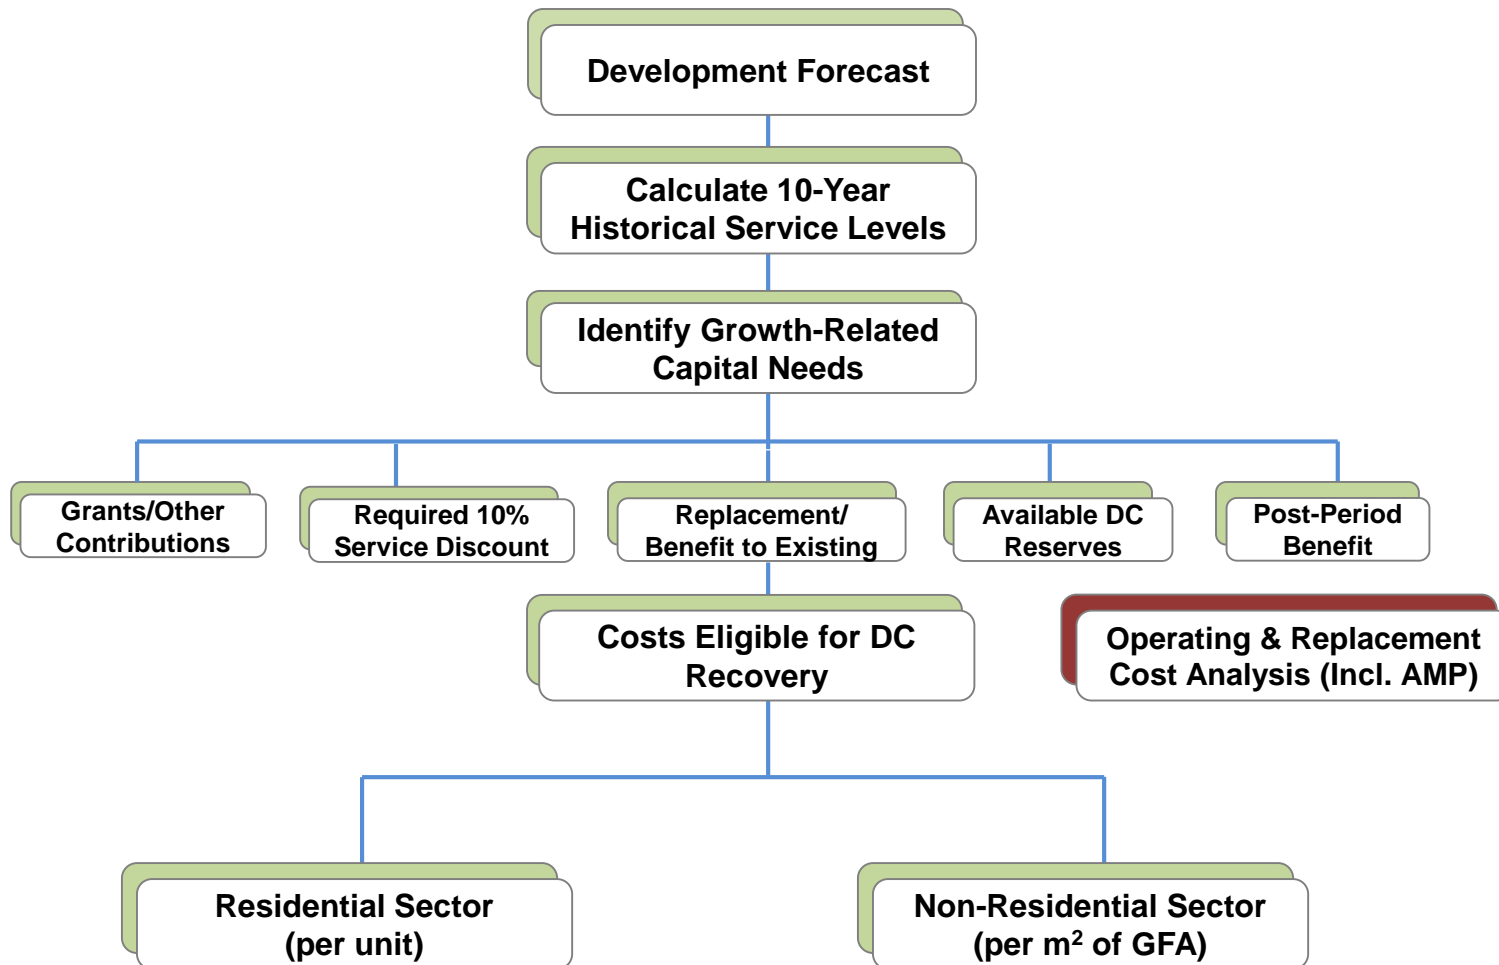 Development Forecast
Calculate 10-Year
Historical Service Levels
Identify Growth-Related
Capital Needs
Grants/Other
Contributions
Required 10%
Service Discount
Replacement/
Benefit to Existing
Available DC
Reserves
Post-Period
Benefit
Costs Eligible for DC
Recovery
Operating & Replacement
Cost Analysis (Incl. AMP)
Residential Sector
(per unit)
Non-Residential Sector
(per m² of GFA)